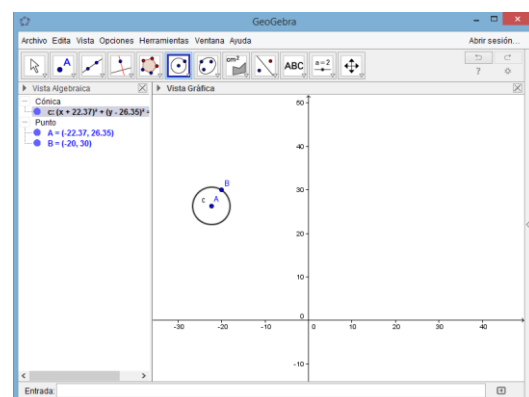 GeoGebra
Archivo Edita Vista Opciones Herramientas Ventana Ayuda Abrir sesión...
A cm² ABC a=2 ?
Vista Algebraica Vista Gráfica
Cónica
c: (x + 22.37)² + (y - 26.35)²
Punto
A = (-22.37, 26.35)
B = (-20, 30)
50
40
B
30
c A
20
10
0
-30 -20 -10 0 10 20 30 40
-10
Entrada: